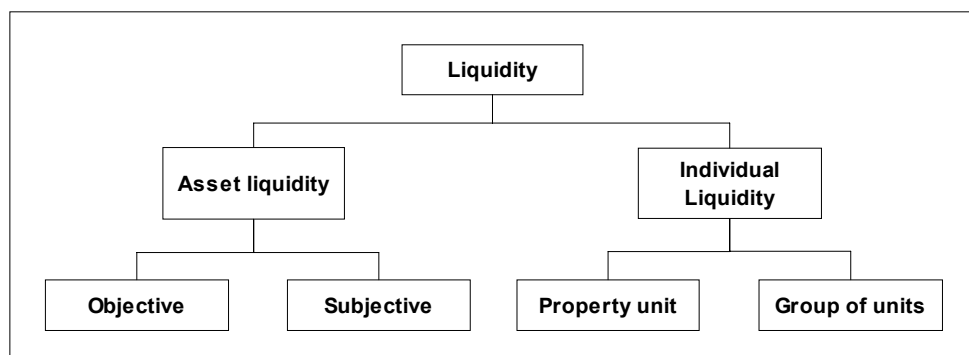 Liquidity
Asset liquidity
Individual
Liquidity
Objective
Subjective
Property unit
Group of units